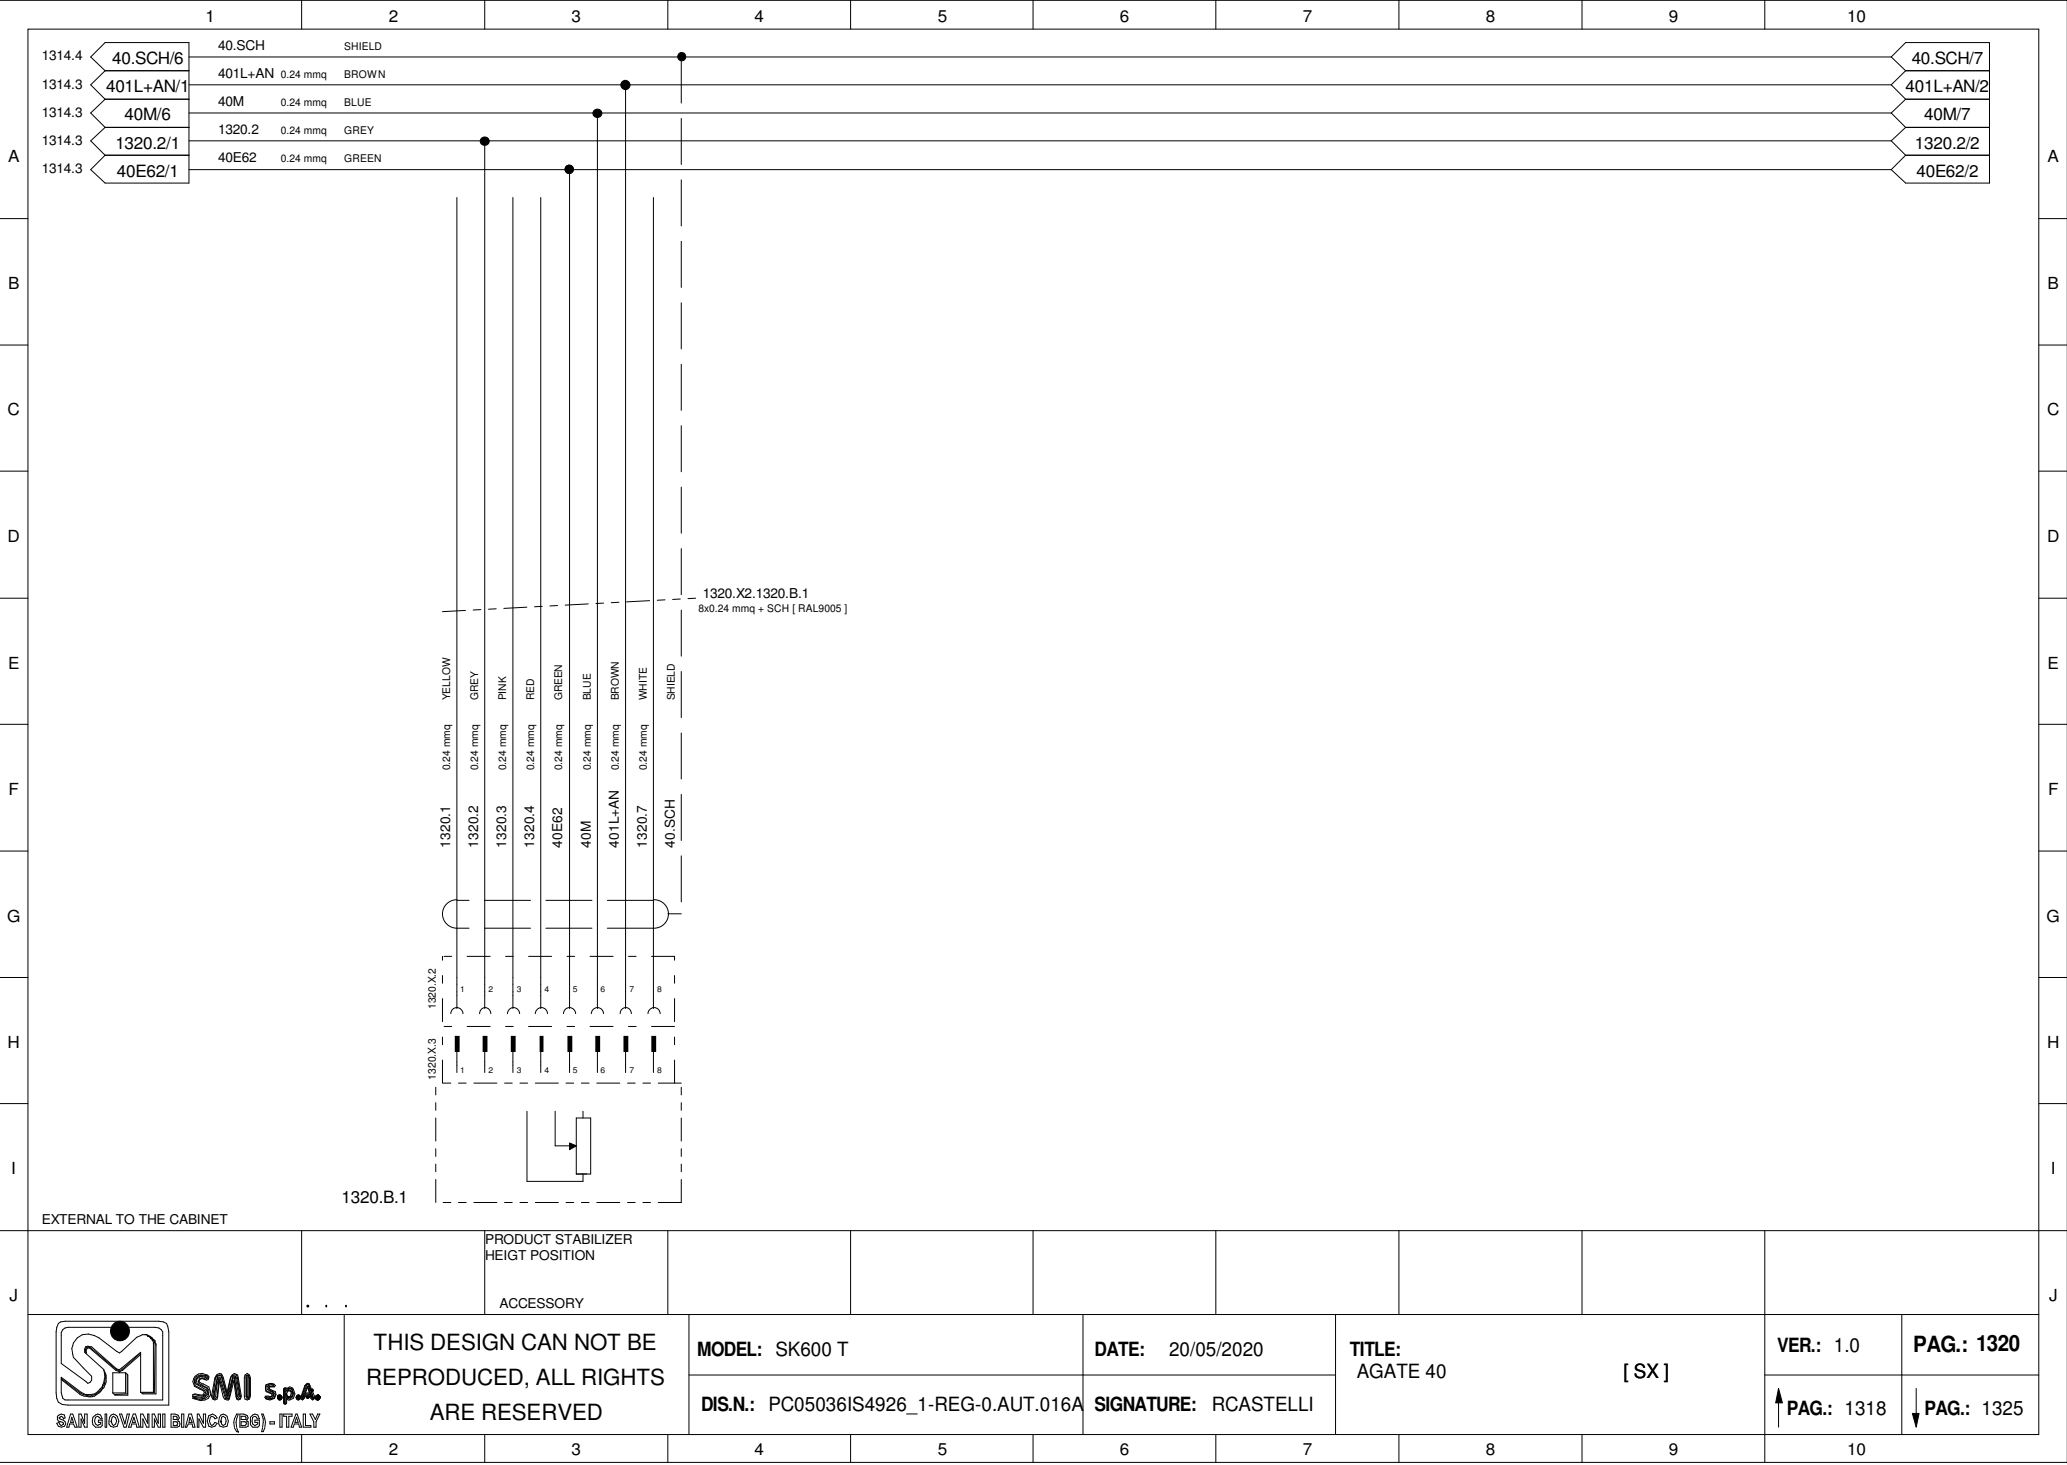 1 2 3 4 5 6 7 8 9 10
1314.4 40.SCH/6 40.SCH SHIELD 40.SCH/7
1314.3 401L+AN/1 401L+AN 0.24 mmq BROWN 401L+AN/2
1314.3 40M/6 40M 0.24 mmq BLUE 40M/7
1314.3 1320.2/1 1320.2 0.24 mmq GREY 1320.2/2
A A
1314.3 40E62/1 40E62 0.24 mmq GREEN 40E62/2
B B
C C
D D
1320.X2.1320.B.1
8x0.24 mmq + SCH [ RAL9005 ]
E E
YELLOW GREY PINK RED GREEN BLUE BROWN WHITE SHIELD
0.24 mmq 0.24 mmq 0.24 mmq 0.24 mmq 0.24 mmq 0.24 mmq 0.24 mmq 0.24 mmq
F F
1320.1 1320.2 1320.3 1320.4 40E62 40M 401L+AN 1320.7 40.SCH
G G
1320.X.2
1 2 3 4 5 6 7 8
H H
1320.X.3
1 2 3 4 5 6 7 8
I I
1320.B.1
EXTERNAL TO THE CABINET
PRODUCT STABILIZER
HEIGT POSITION
J J
. . .
ACCESSORY
SMI S.p.A.
SAN GIOVANNI BIANCO (BG) - ITALY
THIS DESIGN CAN NOT BE
REPRODUCED, ALL RIGHTS
ARE RESERVED
MODEL: SK600 T
DIS.N.: PC05036IS4926_1-REG-0.AUT.016A
DATE: 20/05/2020
SIGNATURE: RCASTELLI
TITLE:
AGATE 40 [ SX ]
VER.: 1.0 PAG.: 1320
PAG.: 1318 PAG.: 1325
1 2 3 4 5 6 7 8 9 10